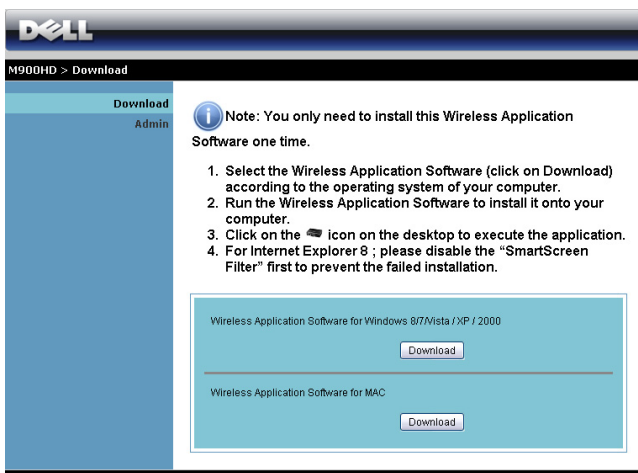 DELL
M900HD > Download
Download
Admin
Note: You only need to install this Wireless Application
Software one time.
1. Select the Wireless Application Software (click on Download)
according to the operating system of your computer.
2. Run the Wireless Application Software to install it onto your
computer.
3. Click on the icon on the desktop to execute the application.
4. For Internet Explorer 8 ; please disable the “SmartScreen
Filter” first to prevent the failed installation.
Wireless Application Software for Windows 8/7/Vista / XP / 2000
Download
Wireless Application Software for MAC
Download